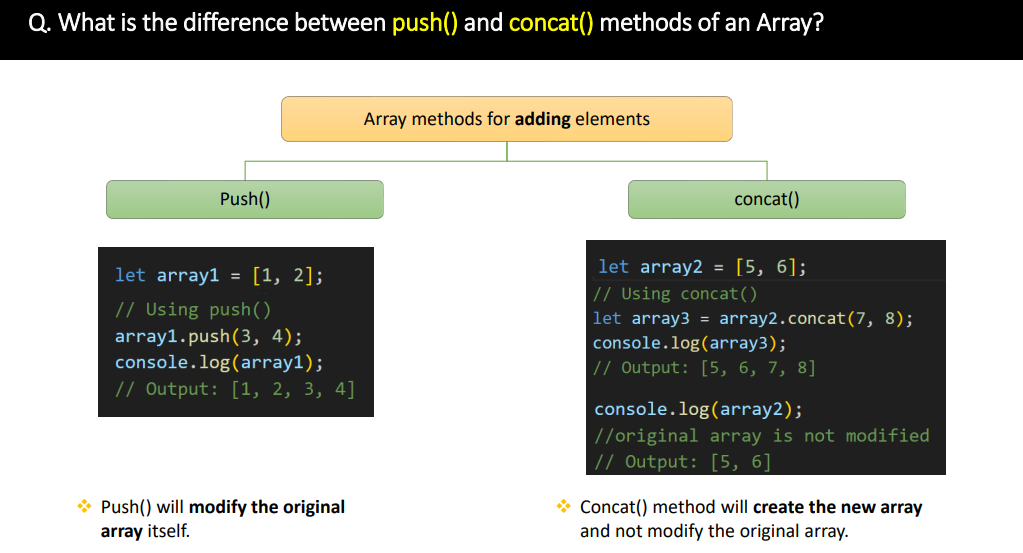 Q. What is the difference between push() and concat() methods of an Array?
Array methods for adding elements
Push()
concat()
let array1 = [1, 2];
// Using push()
array1.push(3, 4);
console.log(array1);
// Output: [1, 2, 3, 4]
let array2 = [5, 6];
// Using concat()
let array3 = array2.concat(7, 8);
console.log(array3);
// Output: [5, 6, 7, 8]
console.log(array2);
//original array is not modified
// Output: [5, 6]
❖ Push() will modify the original
array itself.
❖ Concat() method will create the new array
and not modify the original array.